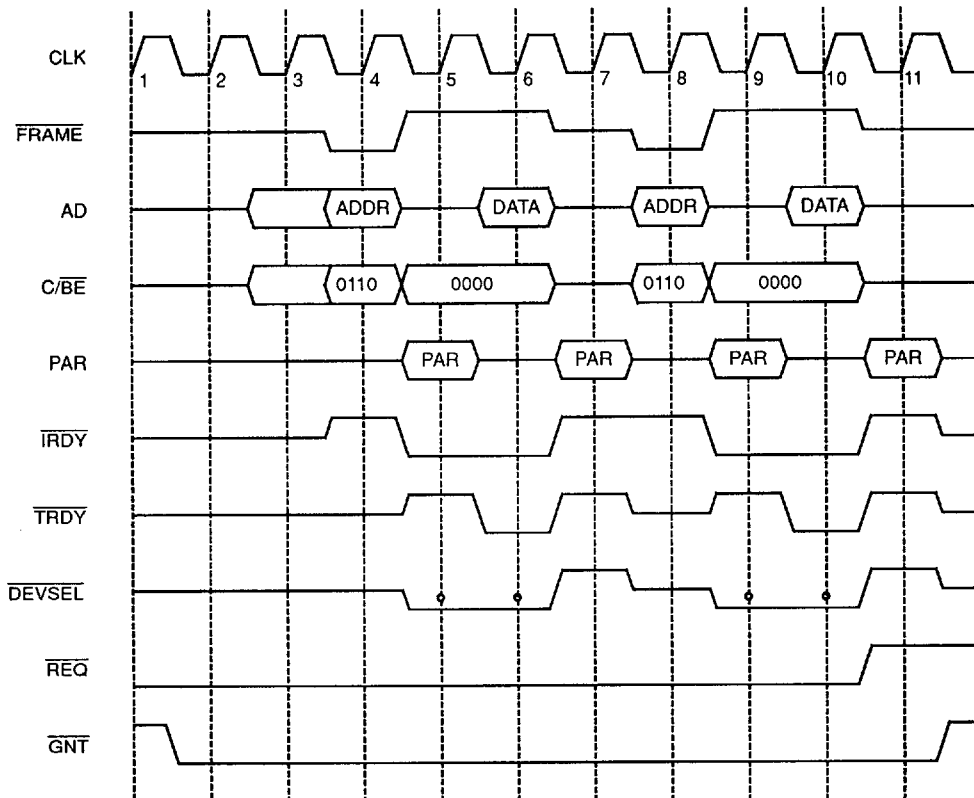 CLK
1 2 3 4 5 6 7 8 9 10 11
FRAME
AD ADDR DATA ADDR DATA
C/BE 0110 0000 0110 0000
PAR PAR PAR PAR PAR
IRDY
TRDY
DEVSEL
REQ
GNT